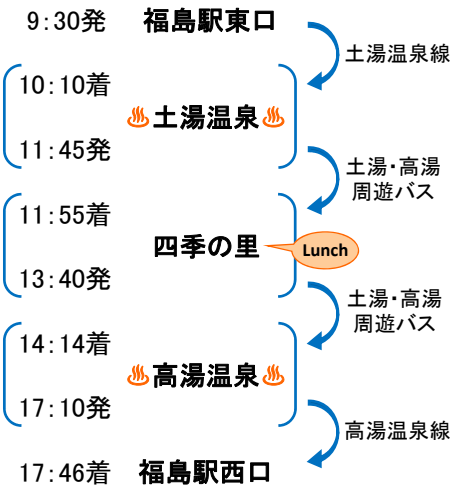 9:30発 福島駅東口
土湯温泉線
10:10着
♨土湯温泉♨
11:45発
土湯・高湯
周遊バス
11:55着
四季の里
Lunch
13:40発
土湯・高湯
周遊バス
14:14着
♨高湯温泉♨
17:10発
高湯温泉線
17:46着 福島駅西口